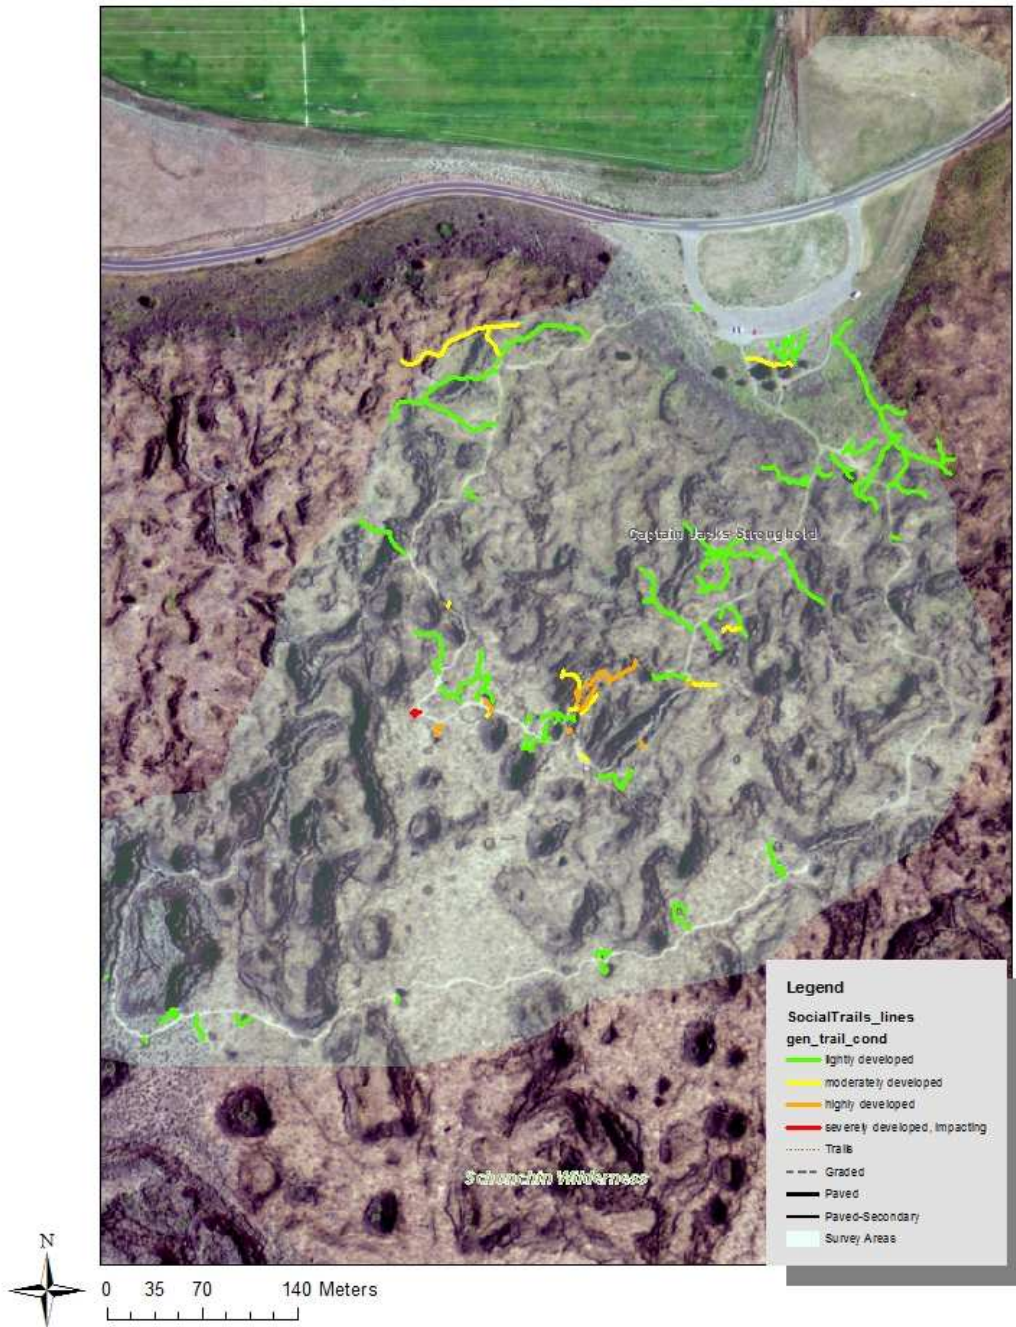 Captain Jacks Stronghold
Legend
SocialTrails_lines
gen_trail_cond
lightly developed
moderately developed
highly developed
severely developed, impacting
Trails
Graded
Paved
Paved-Secondary
Survey Areas
Schonchin Wilderness
N
0 35 70 140 Meters